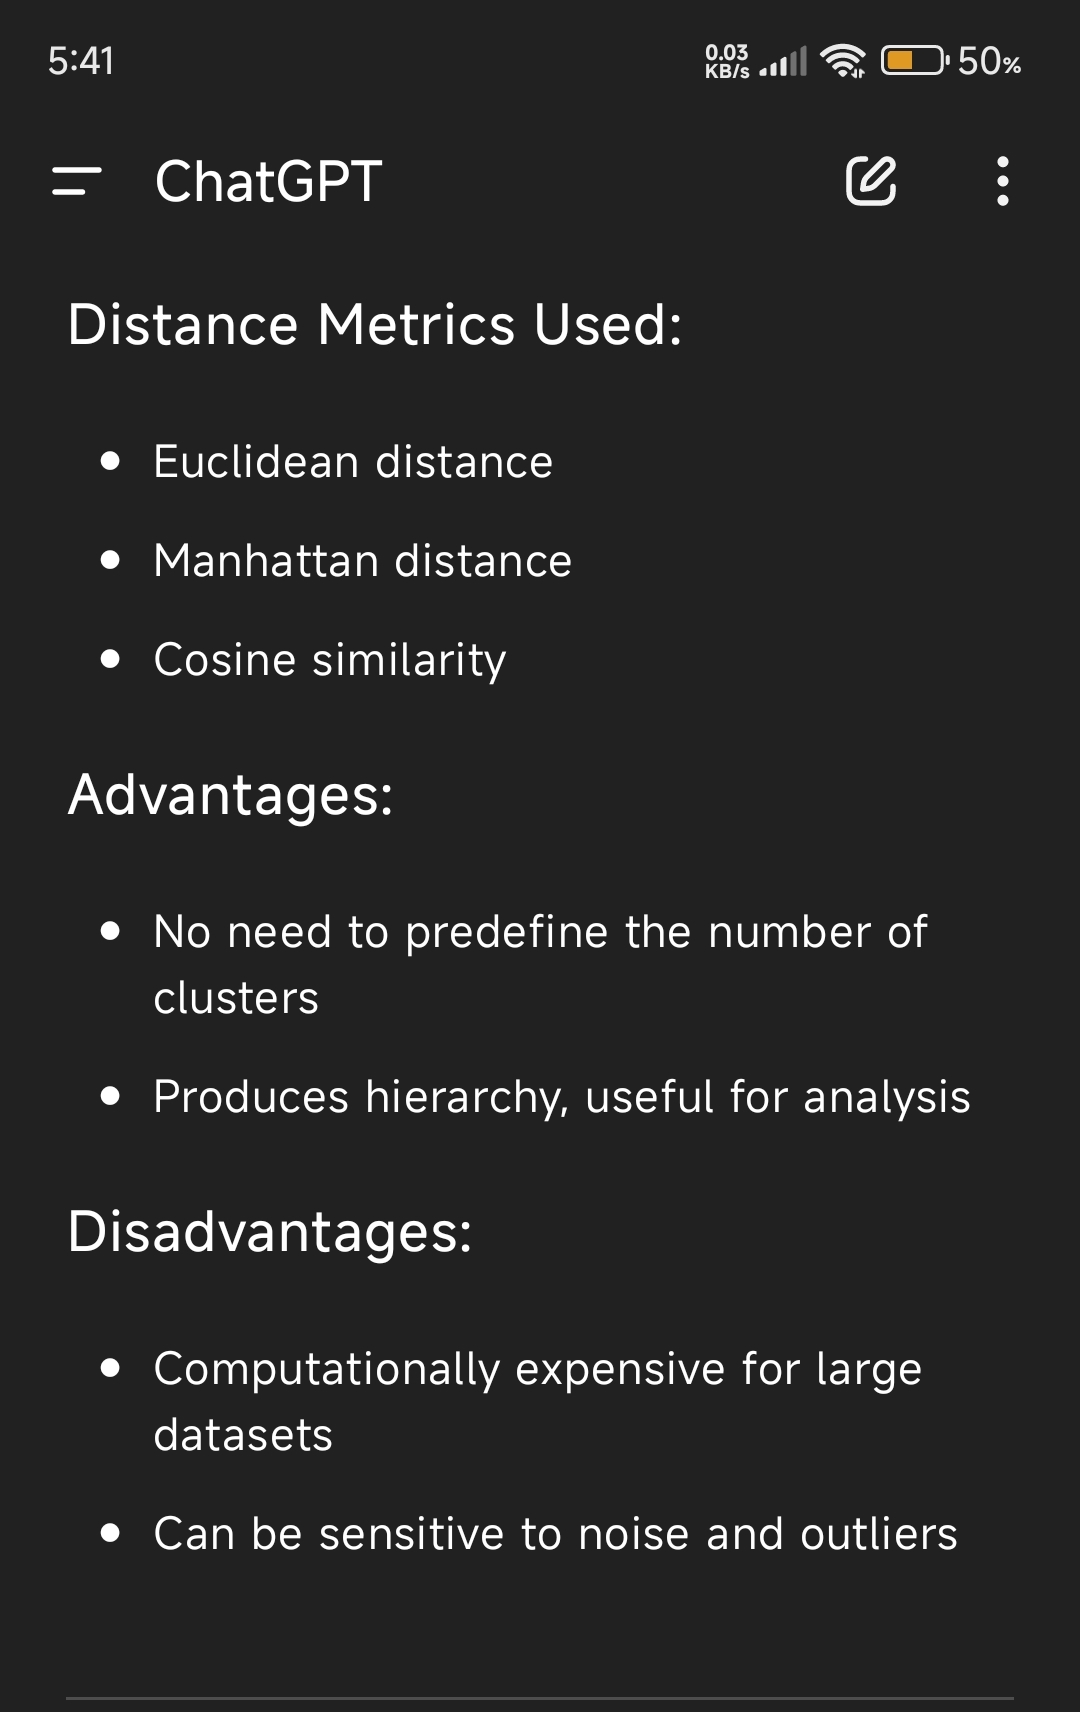 5:41
0.03
KB/s
50%
ChatGPT
Distance Metrics Used:
Euclidean distance
Manhattan distance
Cosine similarity
Advantages:
No need to predefine the number of
clusters
Produces hierarchy, useful for analysis
Disadvantages:
Computationally expensive for large
datasets
Can be sensitive to noise and outliers